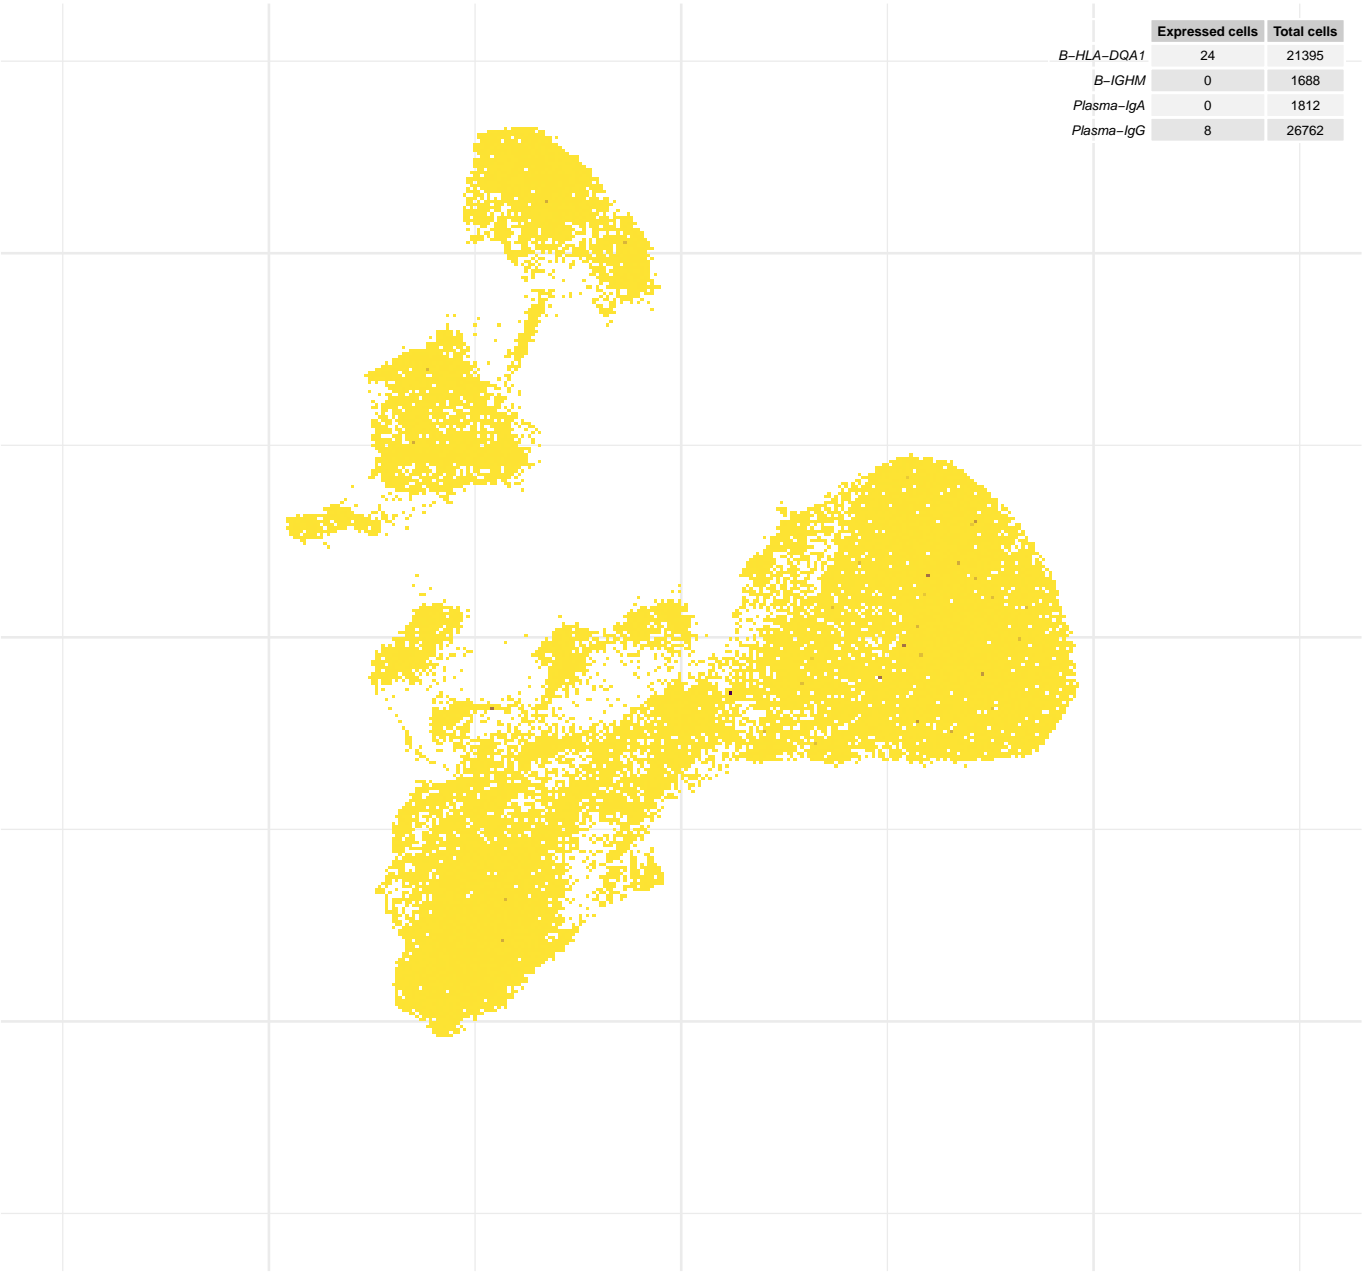 Expressed cells Total cells
B−HLA−DQA1 24 21395
B−IGHM 0 1688
Plasma−IgA 0 1812
Plasma−IgG 8 26762